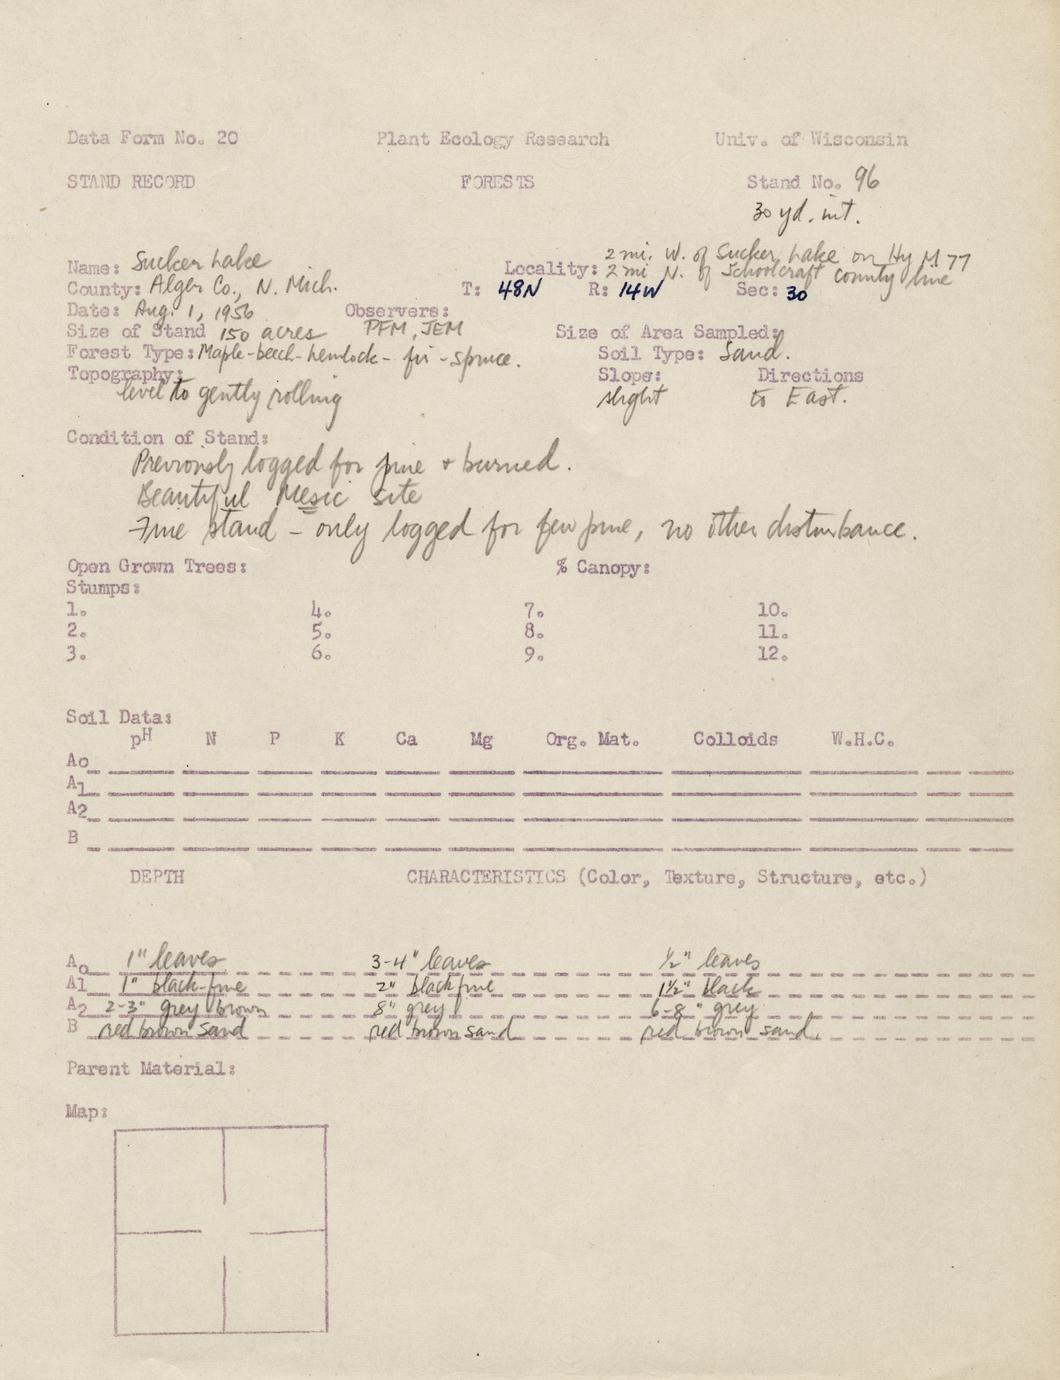 Data Form No. 20 Plant Ecology Research Univ. of Wisconsin
STAND RECORD FORESTS Stand No. 96
30 yd. int.
Name: Sucker Lake Locality: 2 mi. W. of Sucker Lake on Hy M 77
2 mi N. of Schoolcraft county line
County: Alger Co., N. Mich. T: 48N R: 14W Sec: 30
Date: Aug. 1, 1956 Observers:
PFM, JEM
Size of Stand 150 acres Size of Area Sampled:
Forest Type: Maple-beech-hemlock-fir-spruce. Soil Type: Sand.
Topography: Slope: Directions
level to gently rolling slight to East.
Condition of Stand:
Previously logged for pine + burned.
Beautiful Mesic site
Fine stand - only logged for few pine, no other disturbance.
Open Grown Trees: % Canopy:
Stumps:
1. 4. 7. 10.
2. 5. 8. 11.
3. 6. 9. 12.
Soil Data:
pH N P K Ca Mg Org. Mat. Colloids W.H.C.
Ao
A1
A2
B
DEPTH CHARACTERISTICS (Color, Texture, Structure, etc.)
Ao 1" leaves 3-4" leaves ½" leaves
A1 1" black-fine 2" black fine 1½" black
A2 2-3" grey brown 8" grey 6-8" grey
B red brown sand red brown sand red brown sand.
Parent Material:
Map: